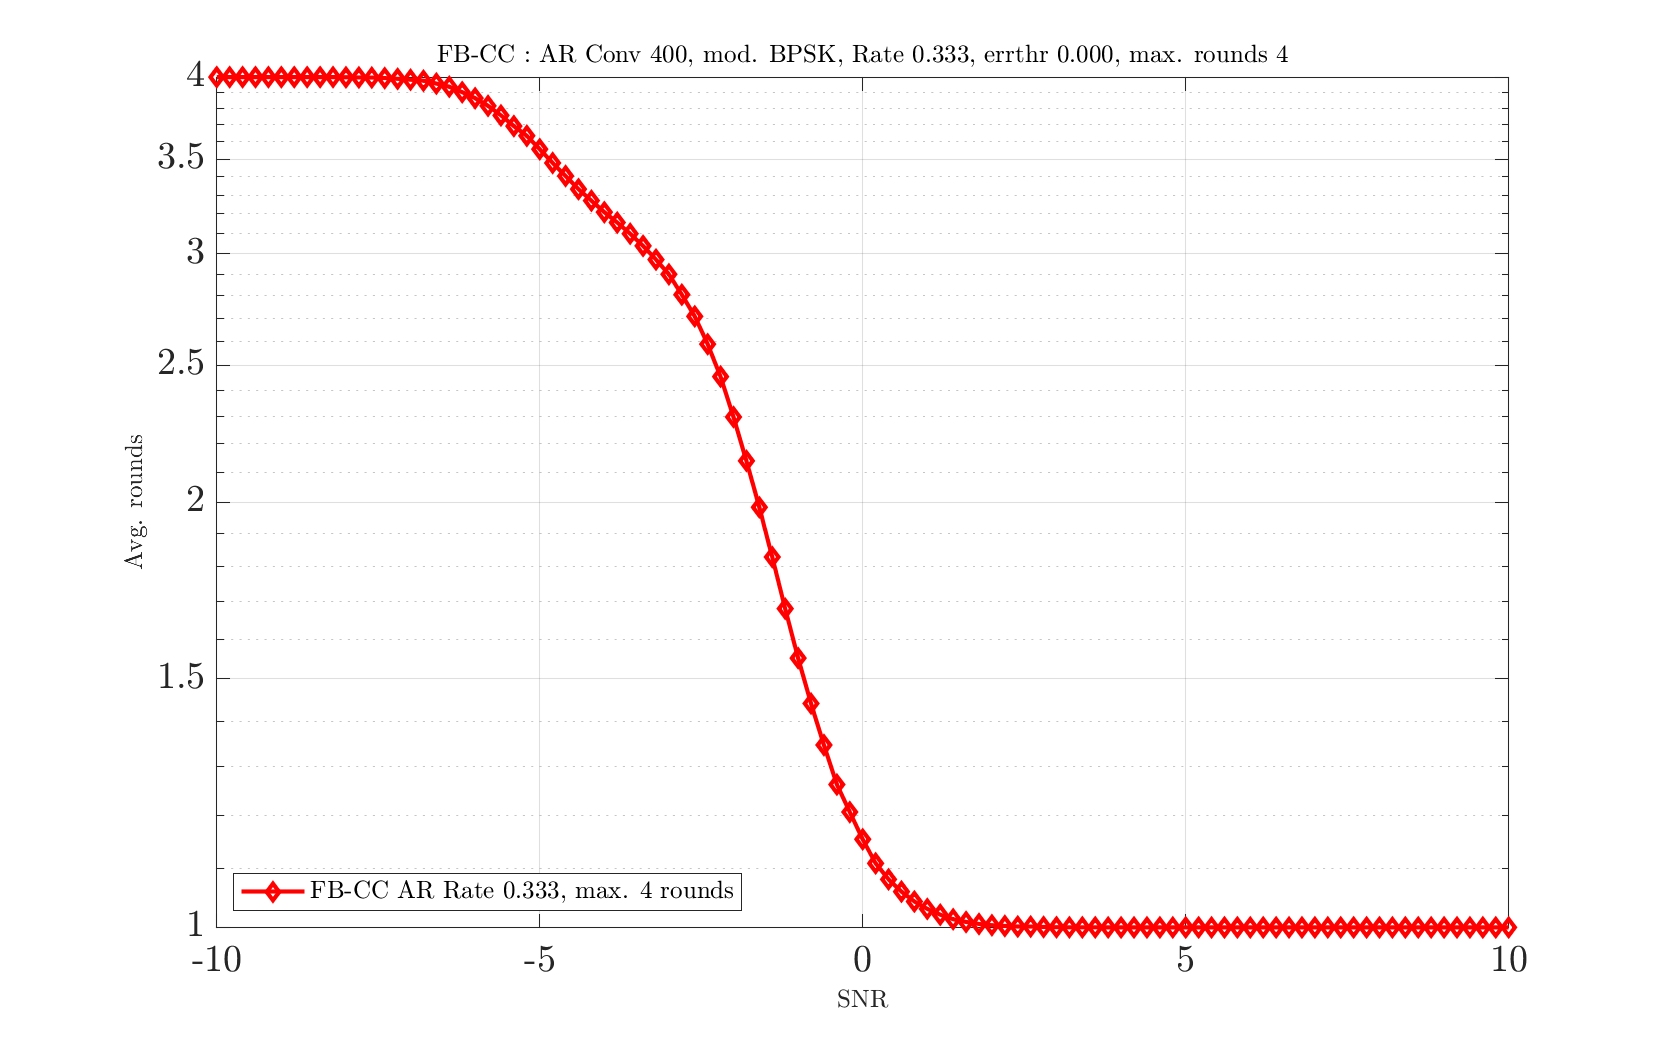 FB-CC : AR Conv 400, mod. BPSK, Rate 0.333, errthr 0.000, max. rounds 4
4
3.5
3
2.5
2
1.5
1
Avg. rounds
FB-CC AR Rate 0.333, max. 4 rounds
-10 -5 0 5 10
SNR